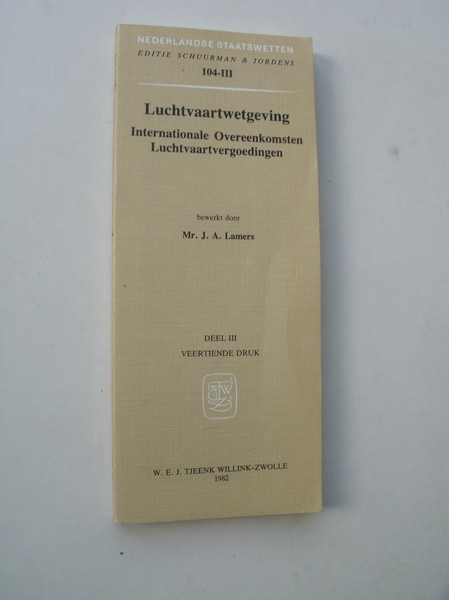 NEDERLANDSE STAATSWETTEN
EDITIE SCHUURMAN & JORDENS
104-III
Luchtvaartwetgeving
Internationale Overeenkomsten
Luchtvaartvergoedingen
bewerkt door
Mr. J. A. Lamers
DEEL III
VEERTIENDE DRUK
W. E. J. TJEENK WILLINK-ZWOLLE
1982